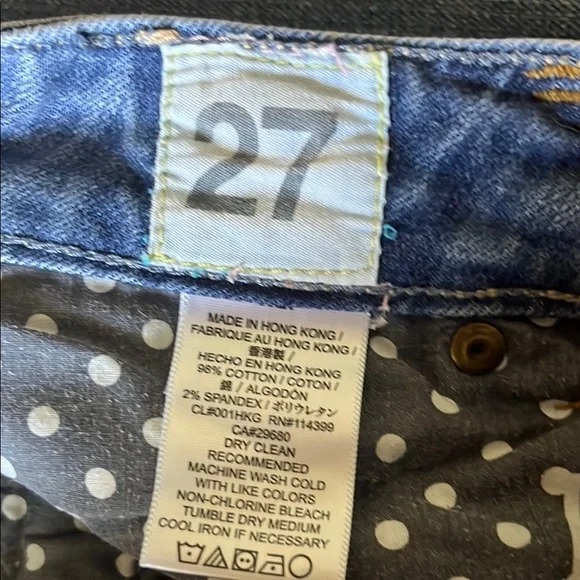 27
MADE IN HONG KONG /
FABRIQUE AU HONG KONG /
香港製 /
HECHO EN HONG KONG /
98% COTTON / COTON /
綿 / ALGODÓN
2% SPANDEX / ポリウレタン
CL#001HKG RN#114399
CA#29680
DRY CLEAN
RECOMMENDED
MACHINE WASH COLD
WITH LIKE COLORS
NON-CHLORINE BLEACH
TUMBLE DRY MEDIUM
COOL IRON IF NECESSARY